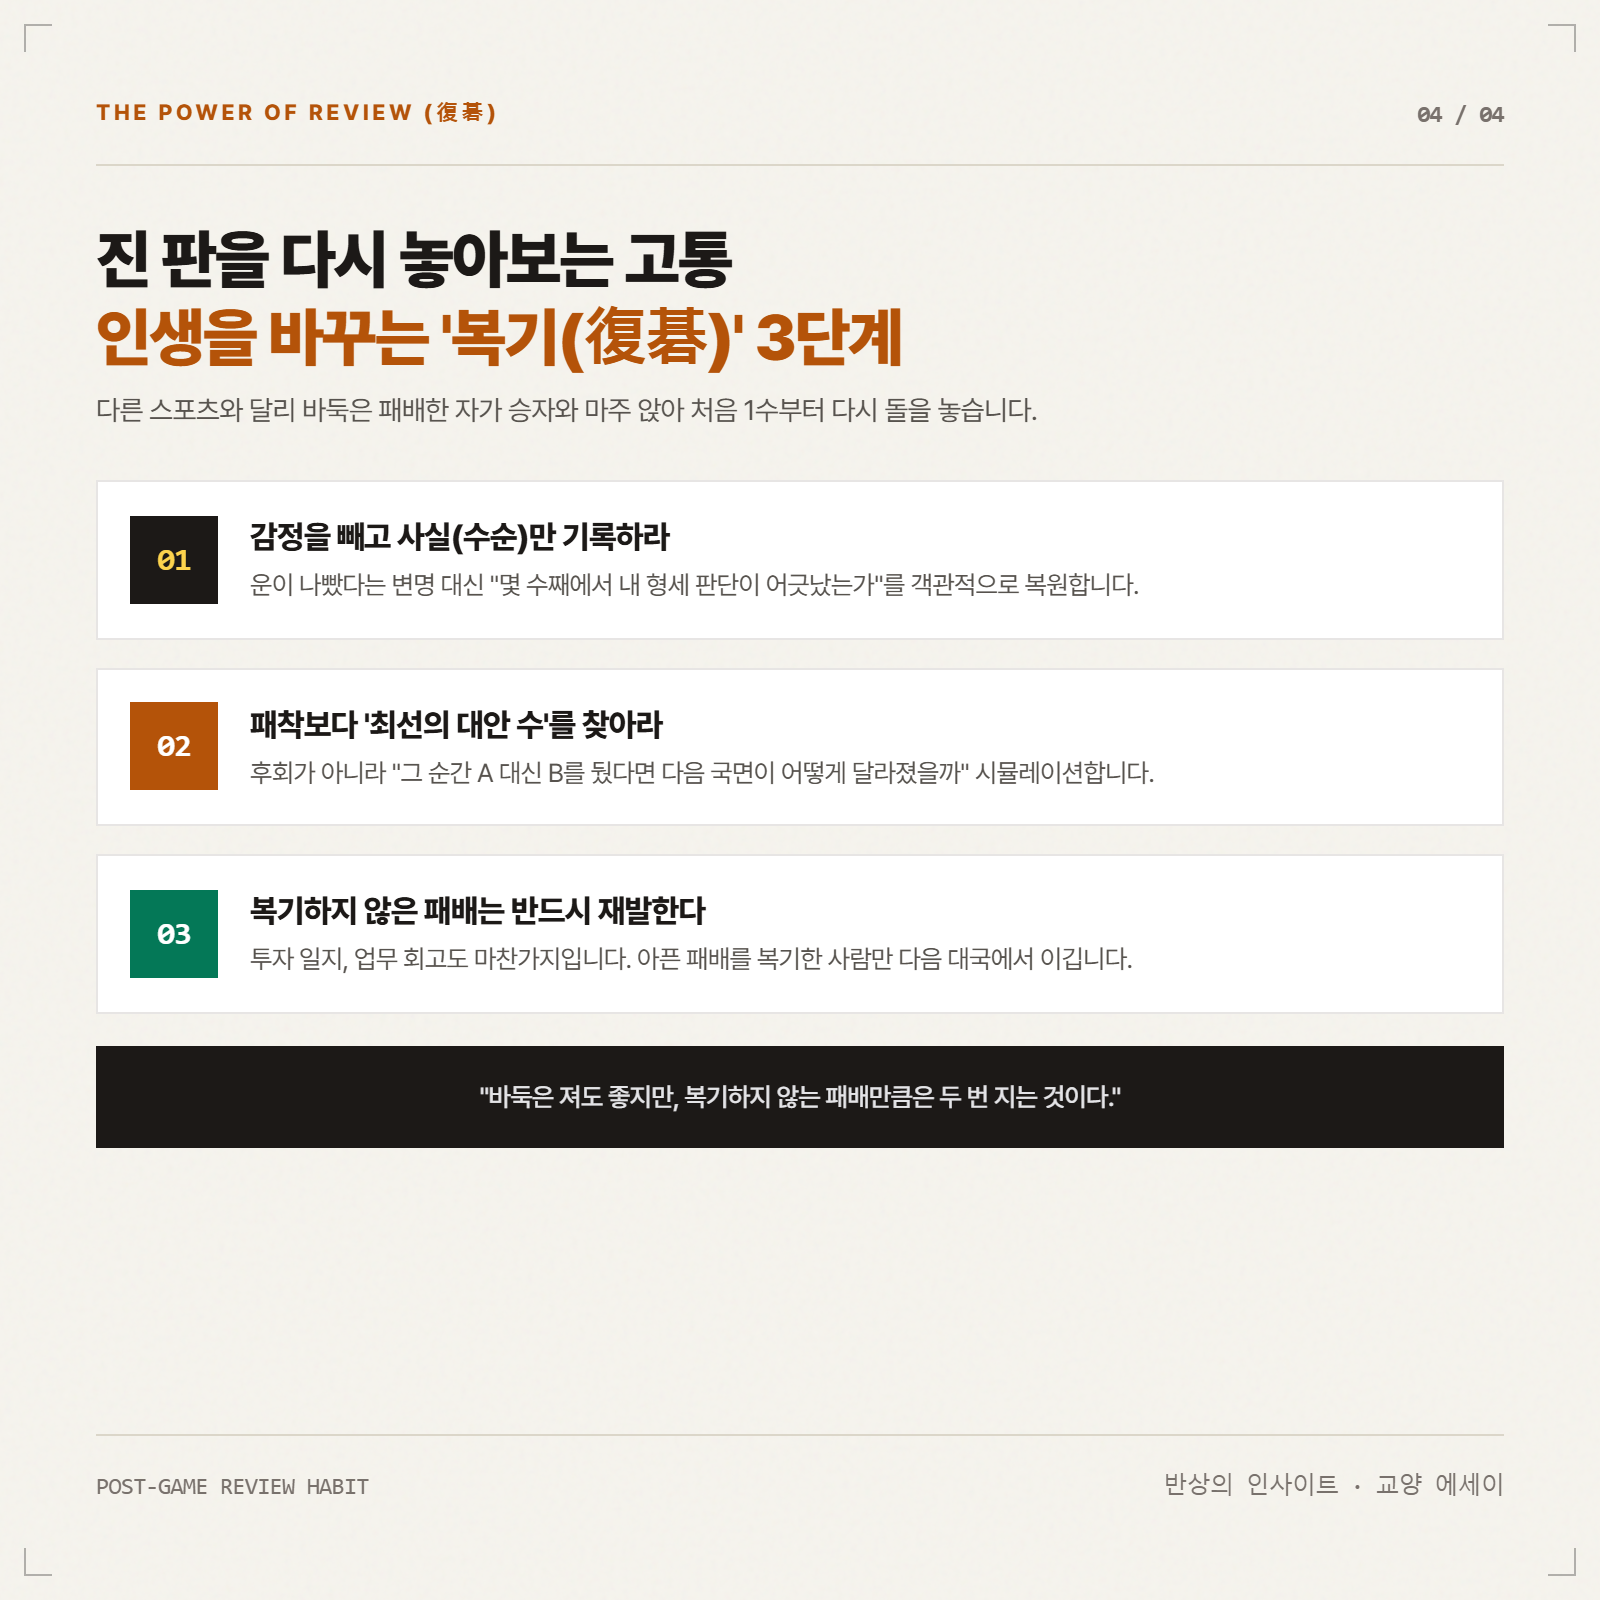 THE POWER OF REVIEW (復碁)
04 / 04
진 판을 다시 놓아보는 고통
인생을 바꾸는 '복기(復碁)' 3단계
다른 스포츠와 달리 바둑은 패배한 자가 승자와 마주 앉아 처음 1수부터 다시 돌을 놓습니다.
01
감정을 빼고 사실(수순)만 기록하라
운이 나빴다는 변명 대신 "몇 수째에서 내 형세 판단이 어긋났는가"를 객관적으로 복원합니다.
02
패착보다 '최선의 대안 수'를 찾아라
후회가 아니라 "그 순간 A 대신 B를 뒀다면 다음 국면이 어떻게 달라졌을까" 시뮬레이션합니다.
03
복기하지 않은 패배는 반드시 재발한다
투자 일지, 업무 회고도 마찬가지입니다. 아픈 패배를 복기한 사람만 다음 대국에서 이깁니다.
"바둑은 져도 좋지만, 복기하지 않는 패배만큼은 두 번 지는 것이다."
POST-GAME REVIEW HABIT
반상의 인사이트 · 교양 에세이